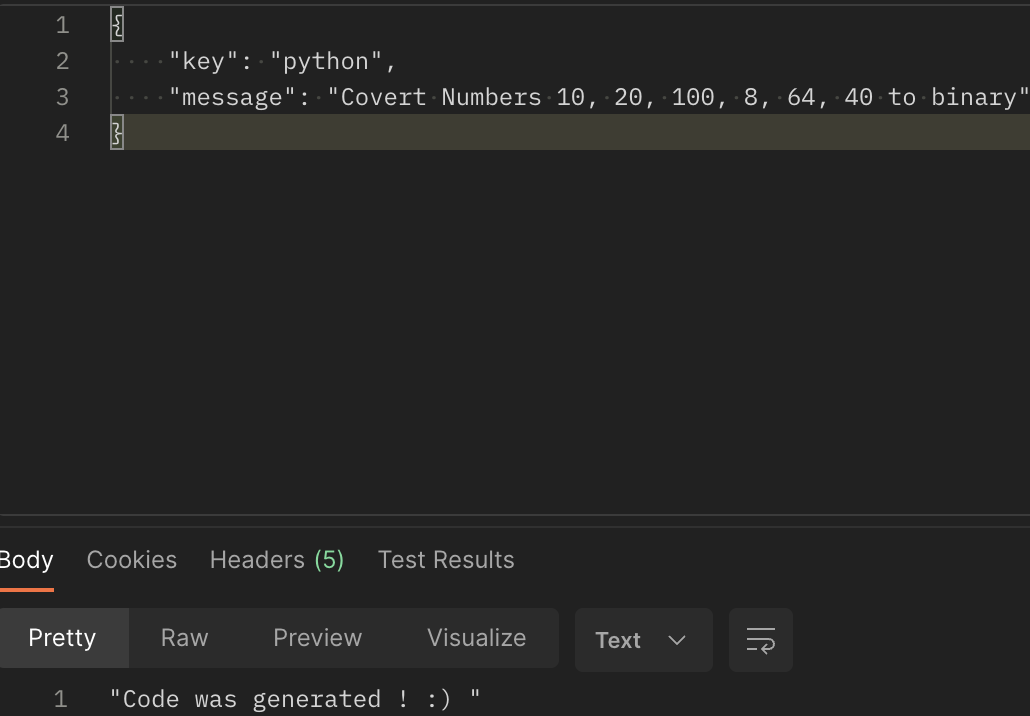 1 {
2 "key": "python",
3 "message": "Covert Numbers 10, 20, 100, 8, 64, 40 to binary"
4 }
Body Cookies Headers (5) Test Results
Pretty Raw Preview Visualize Text
1 "Code was generated ! :) "